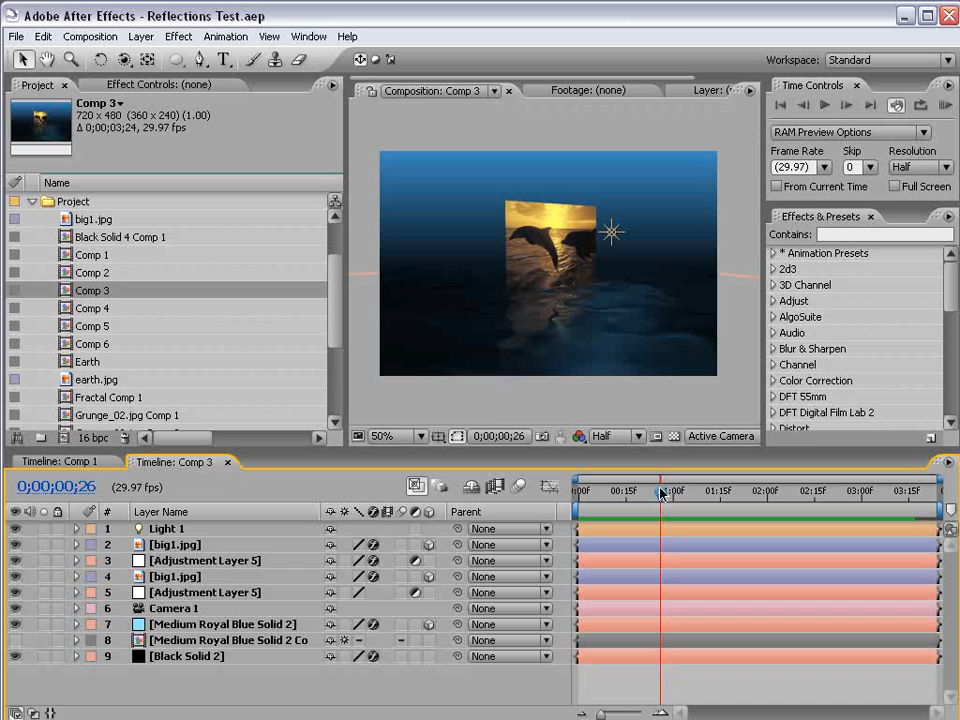 Adobe After Effects - Reflections Test.aep
File Edit Composition Layer Effect Animation View Window Help
T
Workspace: Standard
Project × Effect Controls: (none)
Composition: Comp 3 × Footage: (none) Layer: (
Time Controls ×
Comp 3
720 x 480 (360 x 240) (1.00)
Δ 0;00;03;24, 29.97 fps
RAM Preview Options
Frame Rate Skip Resolution
(29.97) 0 Half
From Current Time Full Screen
Name
Project
big1.jpg
Black Solid 4 Comp 1
Comp 1
Comp 2
Comp 3
Comp 4
Comp 5
Comp 6
Earth
earth.jpg
Fractal Comp 1
Grunge_02.jpg Comp 1
16 bpc
Effects & Presets ×
Contains:
* Animation Presets
2d3
3D Channel
Adjust
AlgoSuite
Audio
Blur & Sharpen
Channel
Color Correction
DFT 55mm
DFT Digital Film Lab 2
Distort
50% 0;00;00;26 Half Active Camera
Timeline: Comp 1 Timeline: Comp 3 ×
0;00;00;26 (29.97 fps)
:00f 00:15f :00f 01:15f 02:00f 02:15f 03:00f 03:15f
# Layer Name Parent
1 Light 1 None
2 [big1.jpg] None
3 [Adjustment Layer 5] None
4 [big1.jpg] None
5 [Adjustment Layer 5] None
6 Camera 1 None
7 [Medium Royal Blue Solid 2] None
8 [Medium Royal Blue Solid 2 Co None
9 [Black Solid 2] None